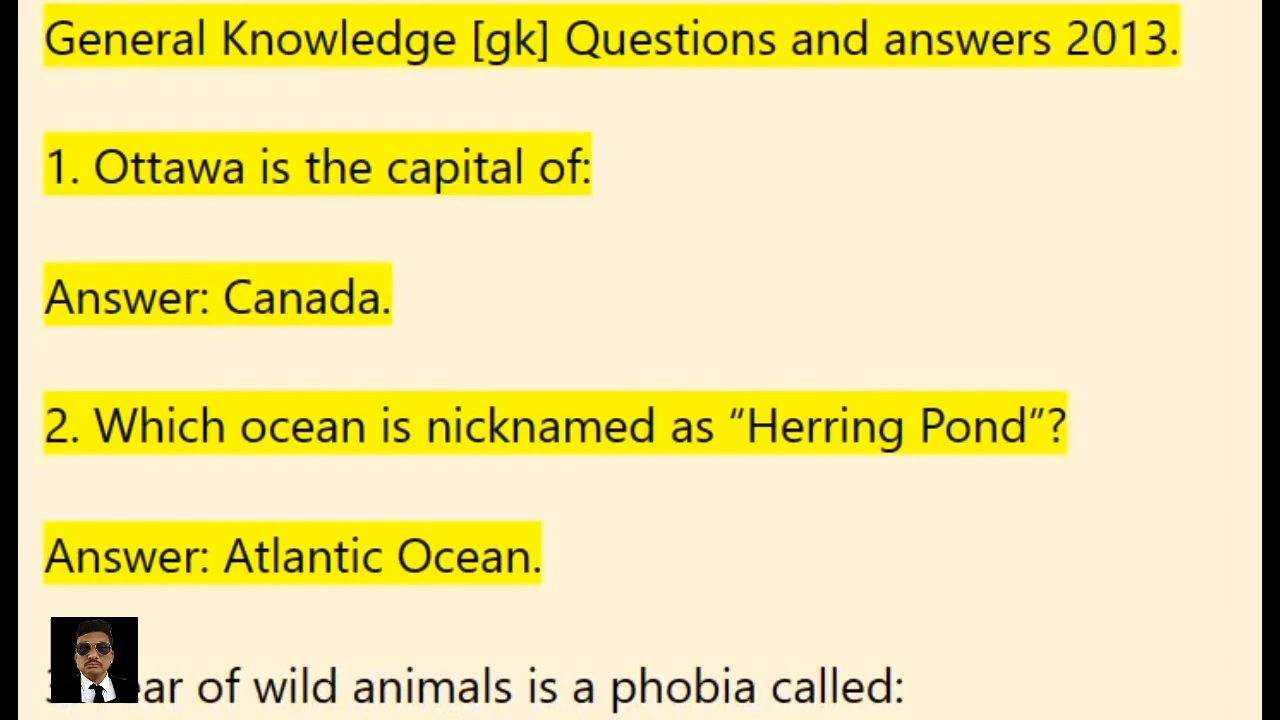 General Knowledge [gk] Questions and answers 2013.
1. Ottawa is the capital of:
Answer: Canada.
2. Which ocean is nicknamed as “Herring Pond”?
Answer: Atlantic Ocean.
of wild animals is a phobia called: